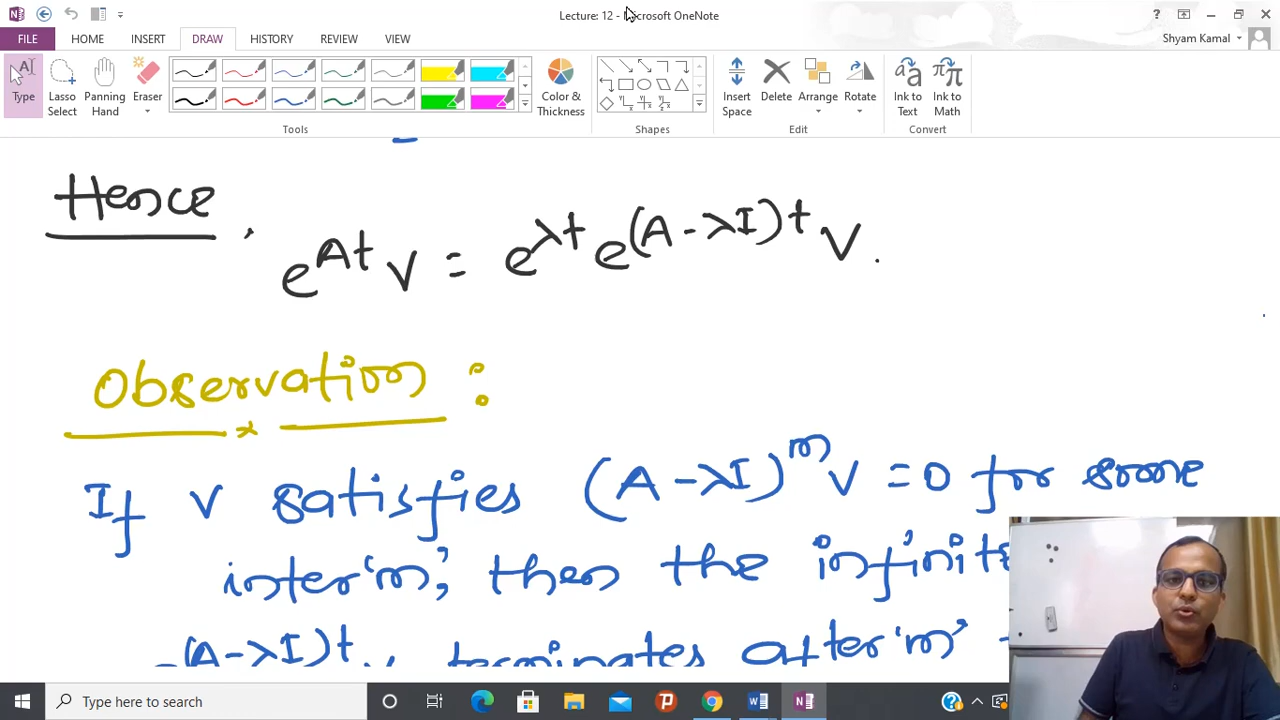 Lecture: 12 - Microsoft OneNote
FILE HOME INSERT DRAW HISTORY REVIEW VIEW
Shyam Kamal
Type
Lasso Select
Panning Hand
Eraser
Color & Thickness
Insert Space
Delete
Arrange
Rotate
Ink to Text
Ink to Math
Tools Shapes Edit Convert
Hence,
e^{At} v = e^{λt} e^{(A-λI)t} v.
Observation :
If v satisfies (A-λI)^m v = 0 for some
inter 'm', then the infinite
e^{(A-λI)t} v terminates after 'm'
Type here to search